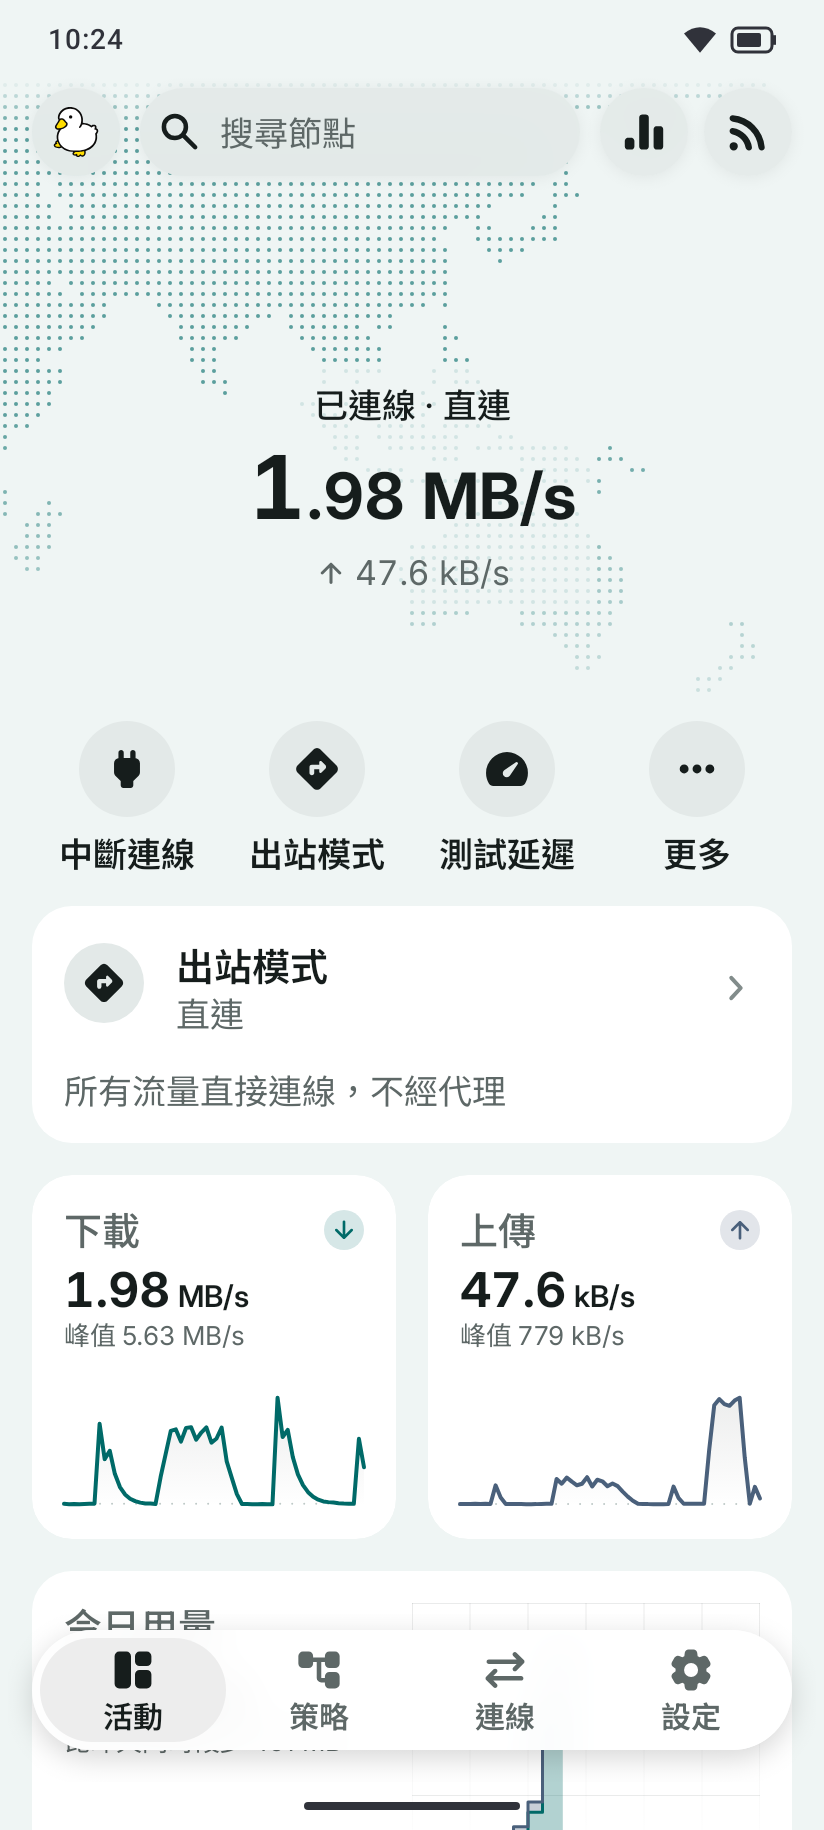 10:24
搜尋節點
已連線 · 直連
1.98 MB/s
↑ 47.6 kB/s
中斷連線
出站模式
測試延遲
更多
出站模式
直連
所有流量直接連線，不經代理
下載
1.98 MB/s
峰值 5.63 MB/s
上傳
47.6 kB/s
峰值 779 kB/s
今日用量
活動
策略
連線
設定